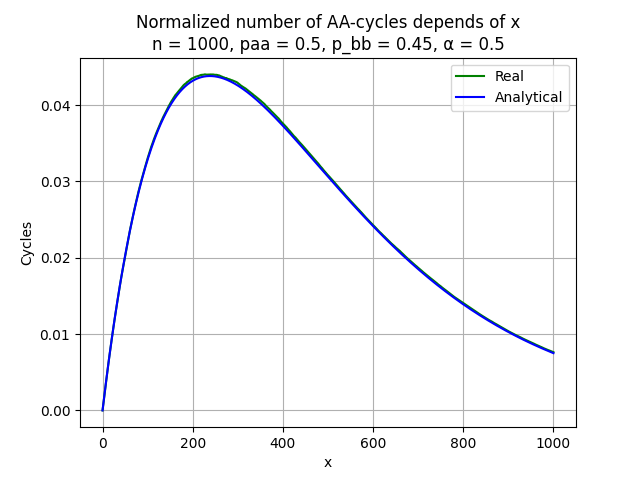 Normalized number of AA-cycles depends of x
n = 1000, paa = 0.5, p_bb = 0.45, α = 0.5
Real
Analytical
Cycles
0.04
0.03
0.02
0.01
0.00
0
200
400
600
800
1000
x